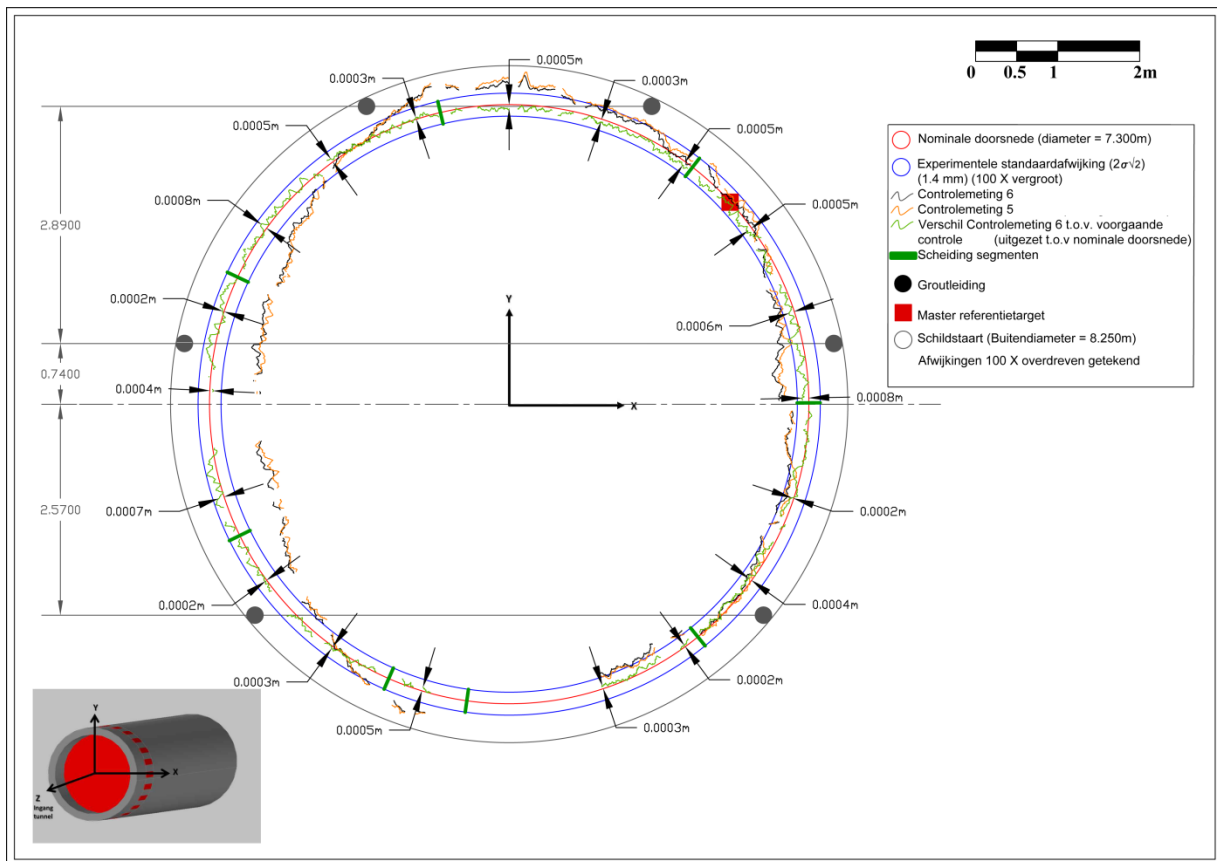 0 0.5 1 2m
0.0005m
0.0003m
0.0003m
0.0005m
0.0005m
0.0008m
0.0005m
0.0002m
0.0006m
0.0004m
0.0008m
0.0007m
0.0002m
0.0002m
0.0004m
0.0003m
0.0002m
0.0005m
0.0003m
2.8900
0.7400
2.5700
Y
X
Nominale doorsnede (diameter = 7.300m)
Experimentele standaardafwijking (2σ√2)
(1.4 mm) (100 X vergroot)
Controlemeting 6
Controlemeting 5
Verschil Controlemeting 6 t.o.v. voorgaande
controle (uitgezet t.o.v nominale doorsnede)
Scheiding segmenten
Groutleiding
Master referentietarget
Schildstaart (Buitendiameter = 8.250m)
Afwijkingen 100 X overdreven getekend
Y
X
Z
Ingang
tunnel